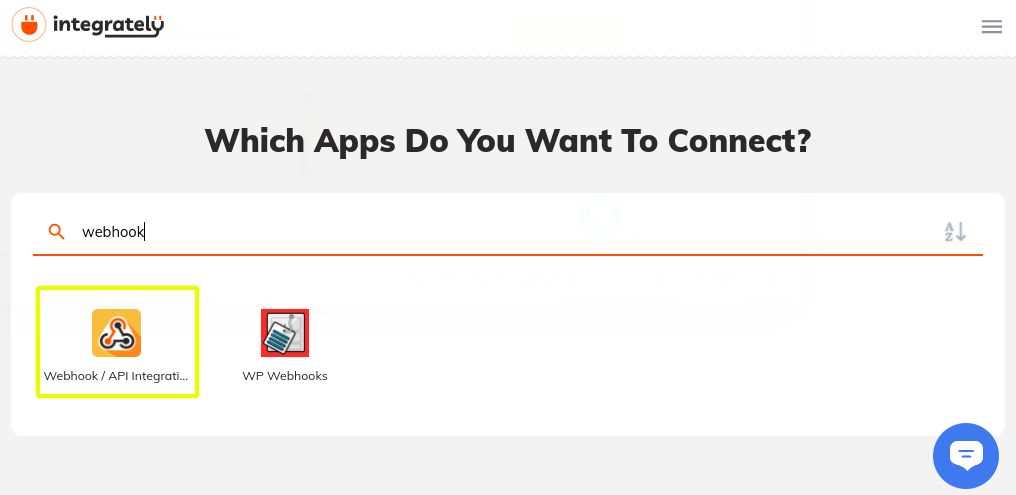 integrately
Which Apps Do You Want To Connect?
webhook
A
Z
Webhook / API Integrati...
WP Webhooks